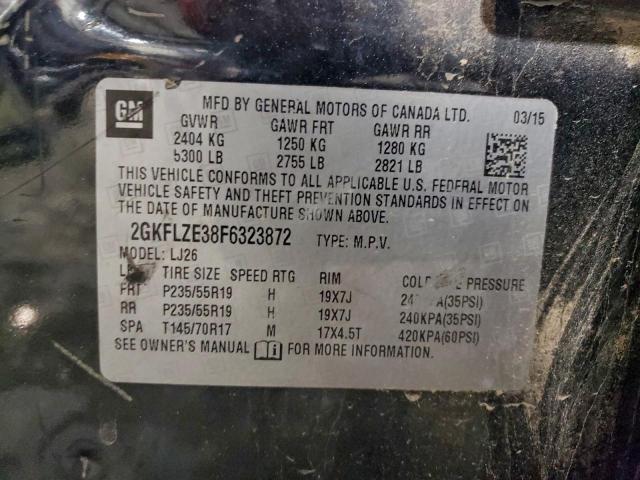 GM
MFD BY GENERAL MOTORS OF CANADA LTD. 03/15
GVWR GAWR FRT GAWR RR
2404 KG 1250 KG 1280 KG
5300 LB 2755 LB 2821 LB
THIS VEHICLE CONFORMS TO ALL APPLICABLE U.S. FEDERAL MOTOR
VEHICLE SAFETY AND THEFT PREVENTION STANDARDS IN EFFECT ON
THE DATE OF MANUFACTURE SHOWN ABOVE.
2GKFLZE38F6323872 TYPE: M.P.V.
MODEL: LJ26
TIRE SIZE SPEED RTG RIM PRESSURE
FRT P235/55R19 H 19X7J (35PSI)
RR P235/55R19 H 19X7J 240KPA(35PSI)
SPA T145/70R17 M 17X4.5T 420KPA(60PSI)
SEE OWNER'S MANUAL FOR MORE INFORMATION.